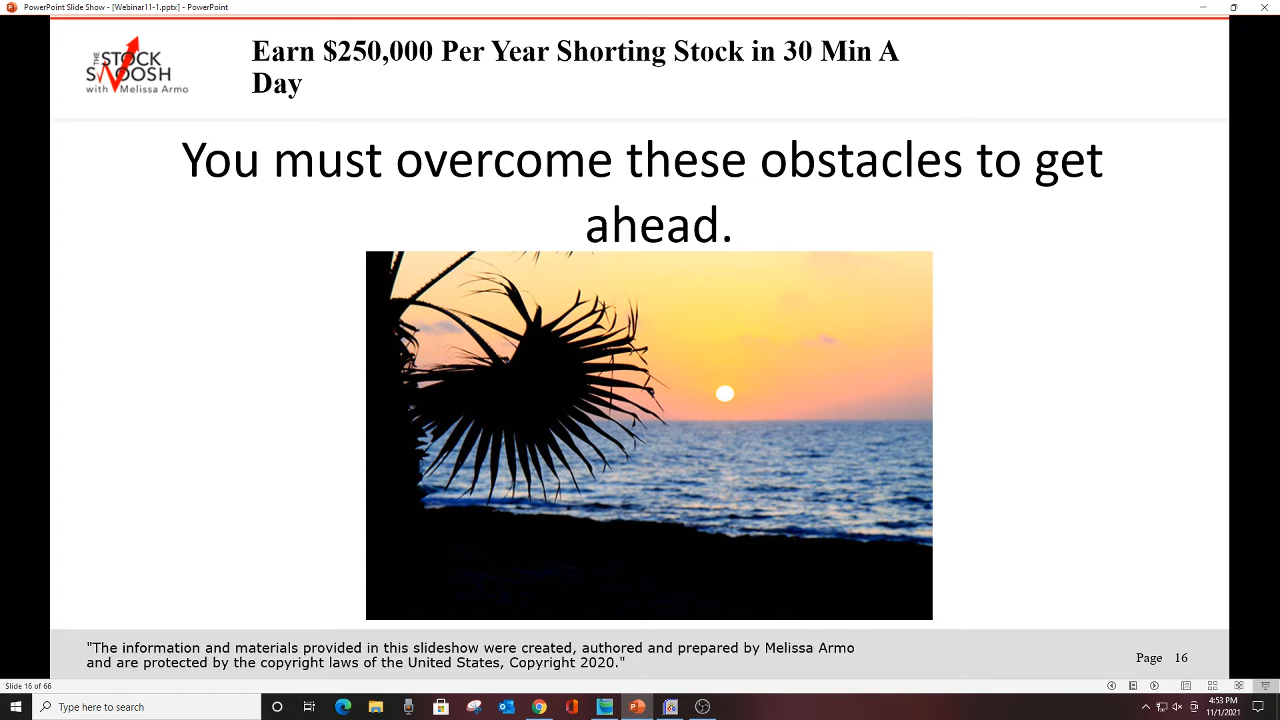 PowerPoint Slide Show - [Webinar11-1.pptx] - PowerPoint
THE
STOCK
SWOOSH
with Melissa Armo
Earn $250,000 Per Year Shorting Stock in 30 Min A
Day
You must overcome these obstacles to get
ahead.
"The information and materials provided in this slideshow were created, authored and prepared by Melissa Armo
and are protected by the copyright laws of the United States, Copyright 2020."
Page 16
Slide 16 of 66
Type here to search
4:53 PM
11/1/2021